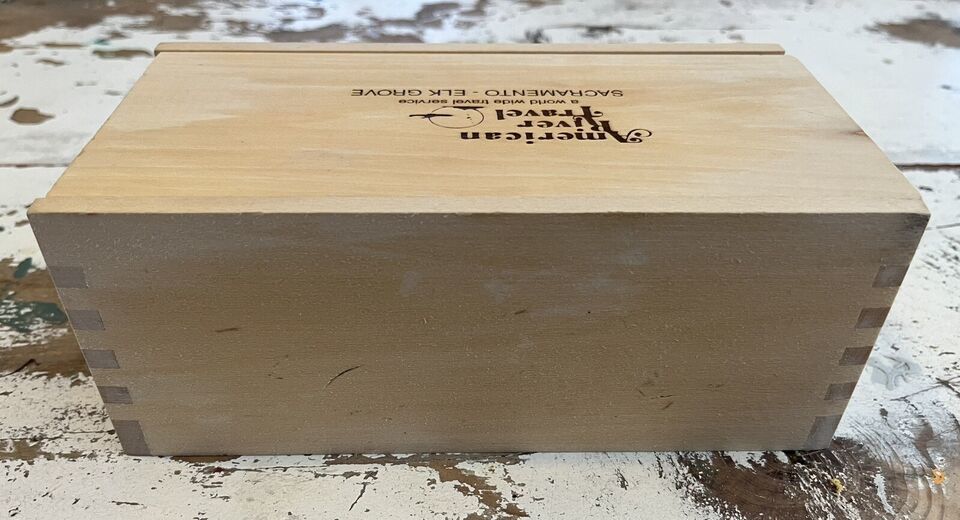 American
River
Travel
a world wide travel service
SACRAMENTO - ELK GROVE